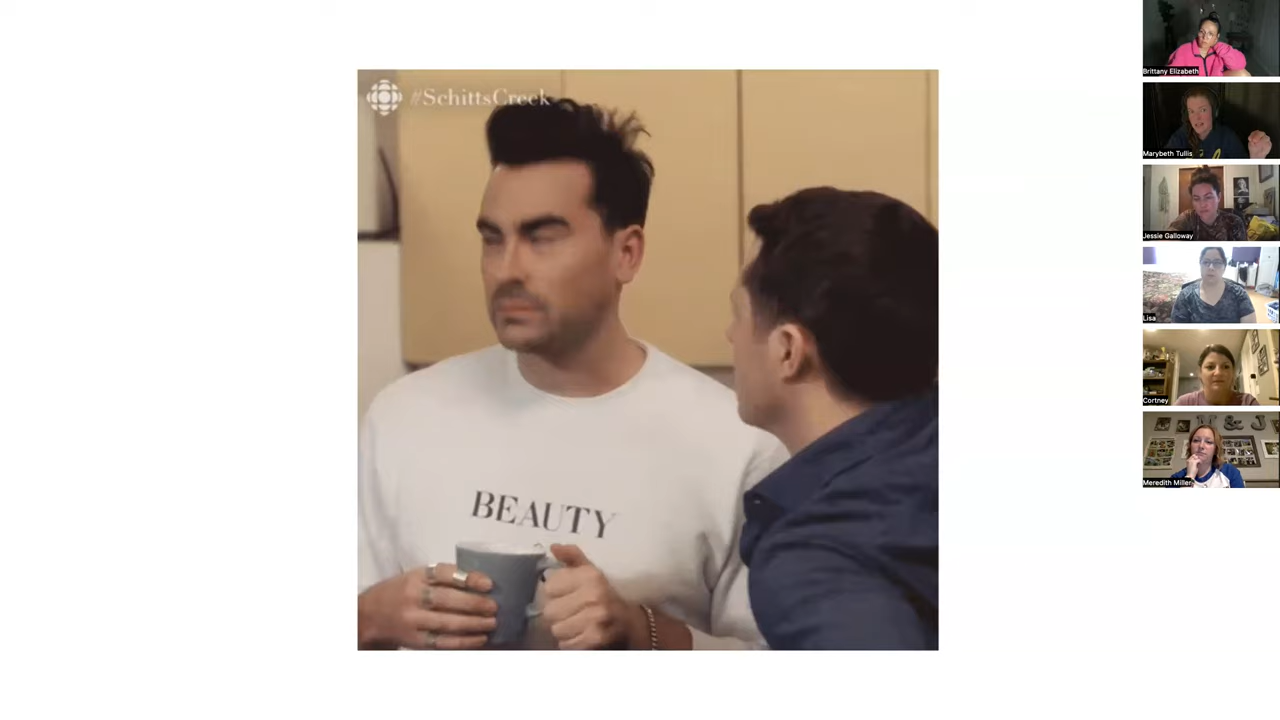 #SchittsCreek
BEAUTY
Brittany Elizabeth
Marybeth Tullis
Jessie Galloway
Lisa
Cortney
M & J
Meredith Miller